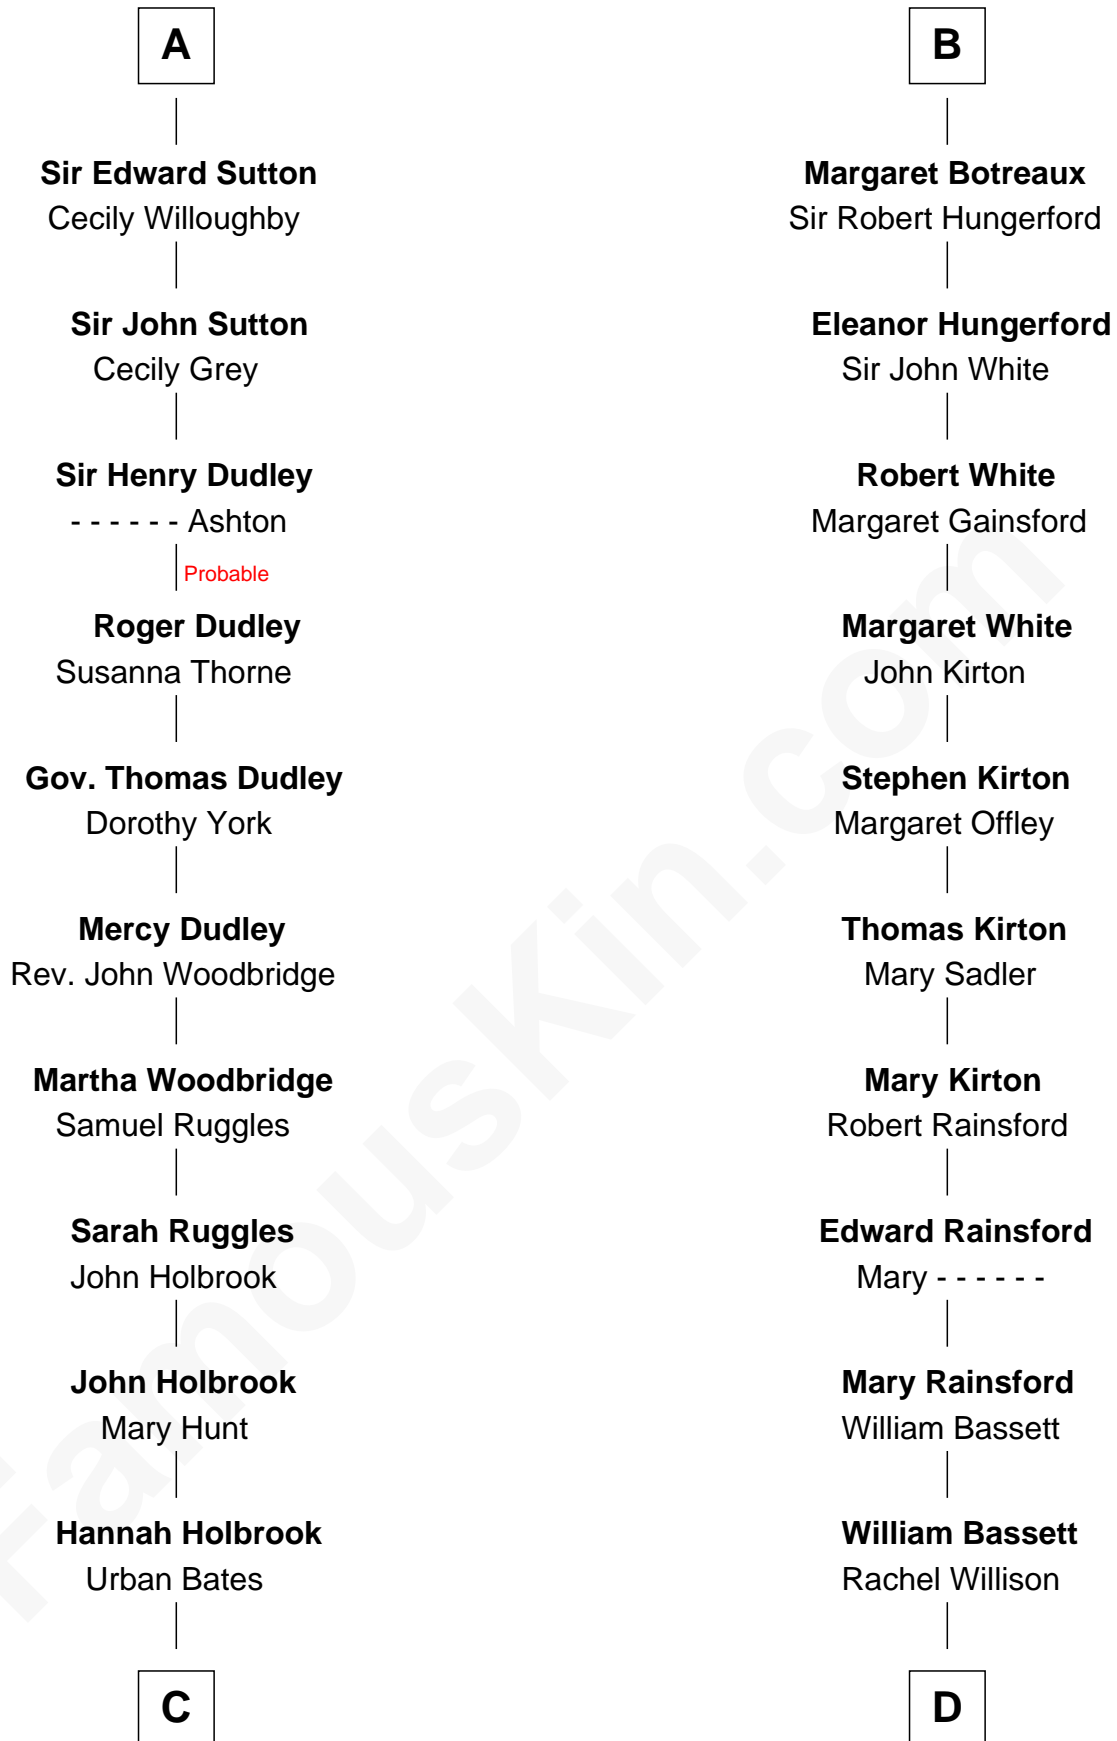 A
Sir Edward Sutton
Cecily Willoughby
Sir John Sutton
Cecily Grey
Sir Henry Dudley
- - - - - - Ashton
Probable
Roger Dudley
Susanna Thorne
Gov. Thomas Dudley
Dorothy York
Mercy Dudley
Rev. John Woodbridge
Martha Woodbridge
Samuel Ruggles
Sarah Ruggles
John Holbrook
John Holbrook
Mary Hunt
Hannah Holbrook
Urban Bates
C
B
Margaret Botreaux
Sir Robert Hungerford
Eleanor Hungerford
Sir John White
Robert White
Margaret Gainsford
Margaret White
John Kirton
Stephen Kirton
Margaret Offley
Thomas Kirton
Mary Sadler
Mary Kirton
Robert Rainsford
Edward Rainsford
Mary - - - - - -
Mary Rainsford
William Bassett
William Bassett
Rachel Willison
D
FamousKin.com